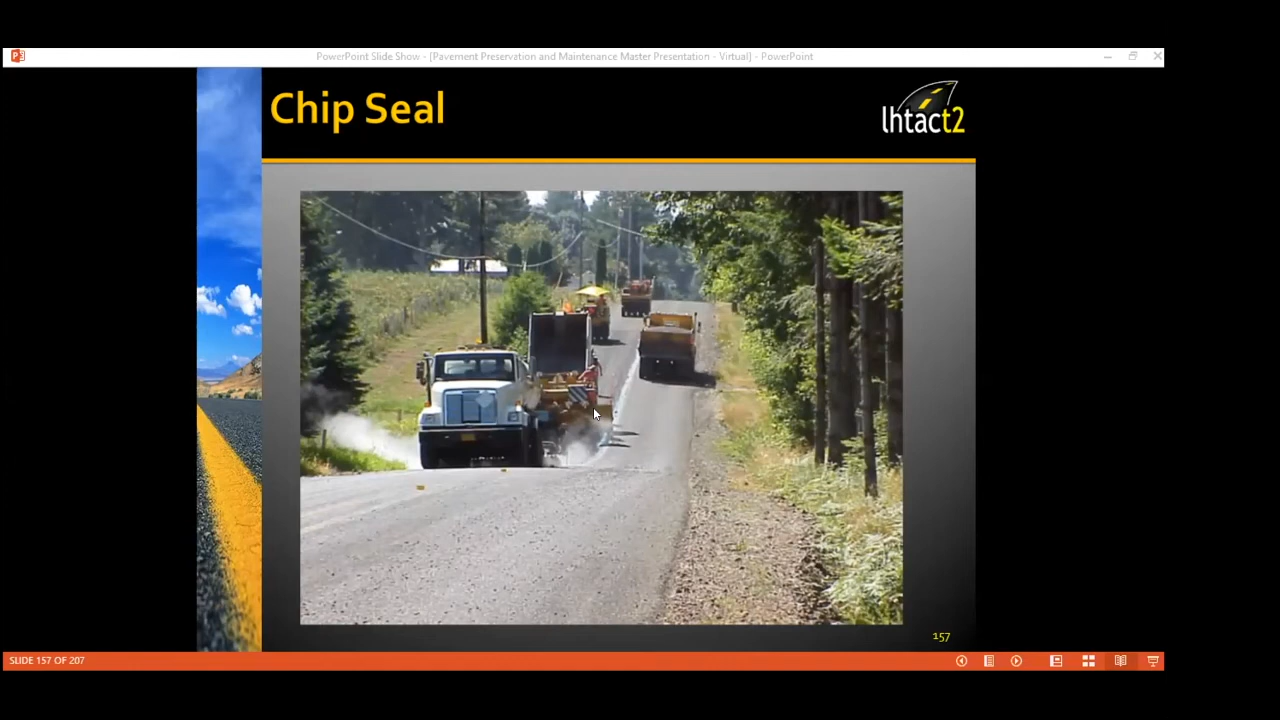 PowerPoint Slide Show - [Pavement Preservation and Maintenance Master Presentation - Virtual] - PowerPoint
Chip Seal
lhtact2
157
SLIDE 157 OF 207